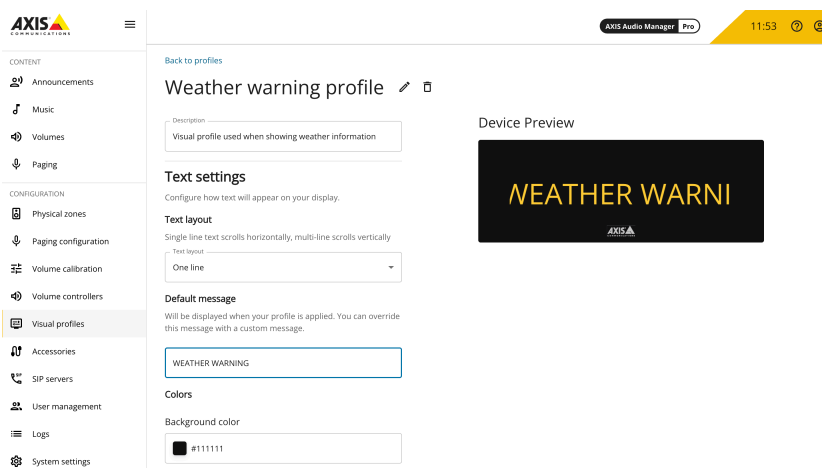 AXIS
COMMUNICATIONS
AXIS Audio Manager Pro
11:53
CONTENT
Announcements
Music
Volumes
Paging
CONFIGURATION
Physical zones
Paging configuration
Volume calibration
Volume controllers
Visual profiles
Accessories
SIP
SIP servers
User management
Logs
System settings
Back to profiles
Weather warning profile
Description
Visual profile used when showing weather information
Text settings
Configure how text will appear on your display.
Text layout
Single line text scrolls horizontally, multi-line scrolls vertically
Text layout
One line
Default message
Will be displayed when your profile is applied. You can override
this message with a custom message.
WEATHER WARNING
Colors
Background color
#111111
Device Preview
WEATHER WARNI
AXIS
COMMUNICATIONS